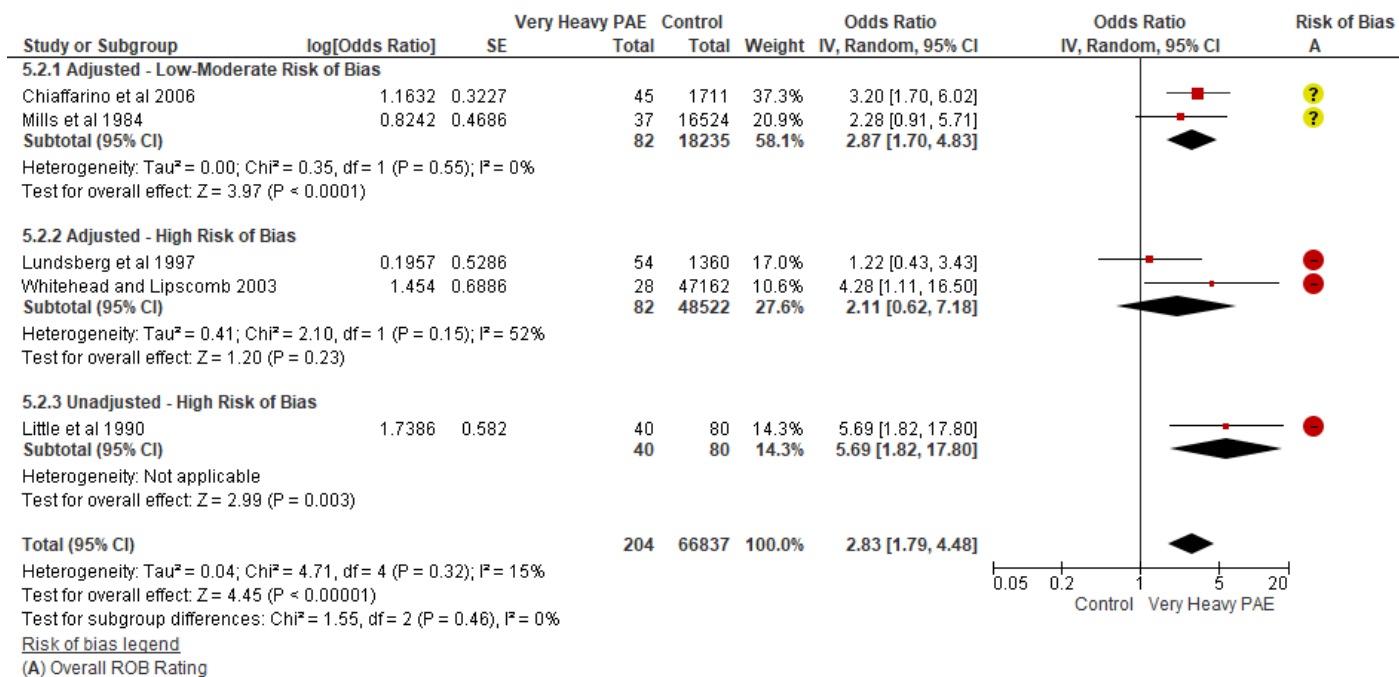 Very Heavy PAE Control Odds Ratio Odds Ratio Risk of Bias
Study or Subgroup log[Odds Ratio] SE Total Total Weight IV, Random, 95% CI IV, Random, 95% CI A
5.2.1 Adjusted - Low-Moderate Risk of Bias
Chiaffarino et al 2006 1.1632 0.3227 45 1711 37.3% 3.20 [1.70, 6.02] ?
Mills et al 1984 0.8242 0.4686 37 16524 20.9% 2.28 [0.91, 5.71] ?
Subtotal (95% CI) 82 18235 58.1% 2.87 [1.70, 4.83]
Heterogeneity: Tau² = 0.00; Chi² = 0.35, df = 1 (P = 0.55); I² = 0%
Test for overall effect: Z = 3.97 (P < 0.0001)
5.2.2 Adjusted - High Risk of Bias
Lundsberg et al 1997 0.1957 0.5286 54 1360 17.0% 1.22 [0.43, 3.43] -
Whitehead and Lipscomb 2003 1.454 0.6886 28 47162 10.6% 4.28 [1.11, 16.50] -
Subtotal (95% CI) 82 48522 27.6% 2.11 [0.62, 7.18]
Heterogeneity: Tau² = 0.41; Chi² = 2.10, df = 1 (P = 0.15); I² = 52%
Test for overall effect: Z = 1.20 (P = 0.23)
5.2.3 Unadjusted - High Risk of Bias
Little et al 1990 1.7386 0.582 40 80 14.3% 5.69 [1.82, 17.80] -
Subtotal (95% CI) 40 80 14.3% 5.69 [1.82, 17.80]
Heterogeneity: Not applicable
Test for overall effect: Z = 2.99 (P = 0.003)
Total (95% CI) 204 66837 100.0% 2.83 [1.79, 4.48]
Heterogeneity: Tau² = 0.04; Chi² = 4.71, df = 4 (P = 0.32); I² = 15%
0.05 0.2 1 5 20
Test for overall effect: Z = 4.45 (P < 0.00001)
Control Very Heavy PAE
Test for subgroup differences: Chi² = 1.55, df = 2 (P = 0.46), I² = 0%
Risk of bias legend
(A) Overall ROB Rating